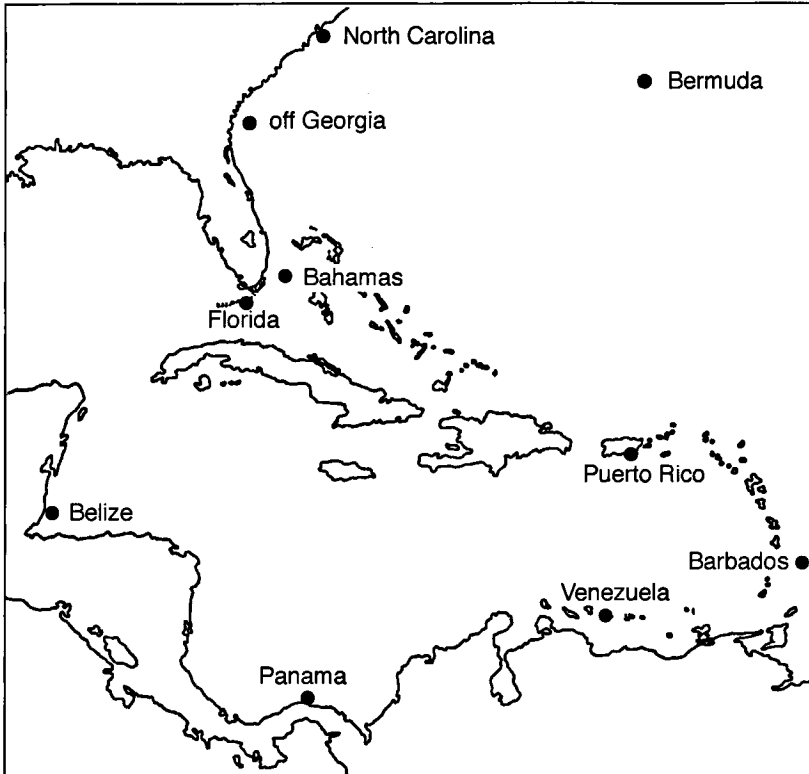 North Carolina
Bermuda
off Georgia
Bahamas
Florida
Puerto Rico
Belize
Barbados
Venezuela
Panama